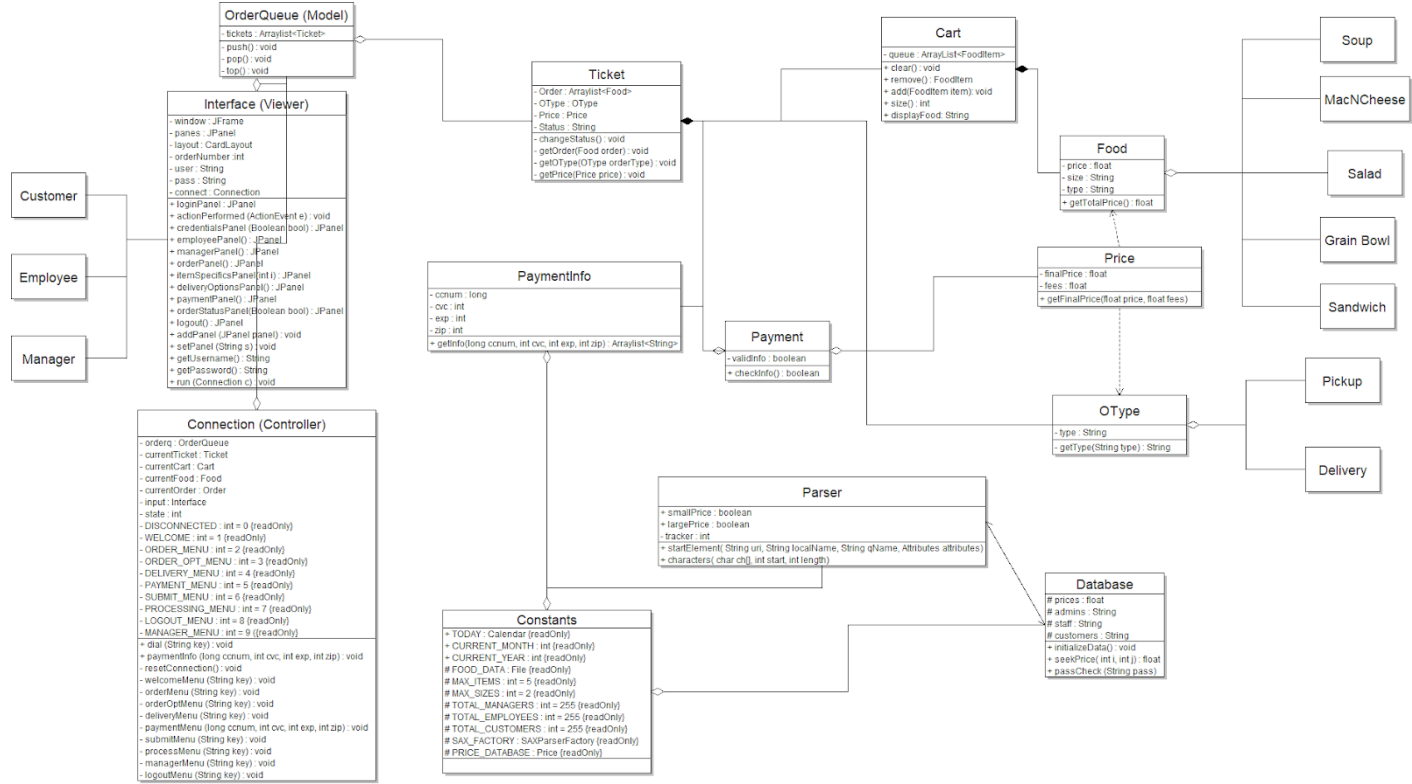 OrderQueue (Model)
- tickets : Arraylist<Ticket>
- push() : void
- pop() : void
- top() : void
Interface (Viewer)
- window : JFrame
- panes : JPanel
- layout : CardLayout
- orderNumber :int
- user : String
- pass : String
- connect : Connection
+ loginPanel : JPanel
+ actionPerformed (ActionEvent e) : void
+ credentialsPanel (Boolean bool) : JPanel
+ employeePanel() : JPanel
+ managerPanel() : JPanel
+ orderPanel() : JPanel
+ itemSpecificsPanel(int i) : JPanel
+ deliveryOptionsPanel() : JPanel
+ paymentPanel() : JPanel
+ orderStatusPanel(Boolean bool) : JPanel
+ logout() : JPanel
+ addPanel (JPanel panel) : void
+ setPanel (String s) : void
+ getUsername() : String
+ getPassword() : String
+ run (Connection c) : void
Customer
Employee
Manager
Connection (Controller)
- orderq : OrderQueue
- currentTicket : Ticket
- currentCart : Cart
- currentFood : Food
- currentOrder : Order
- input : Interface
- state : int
- DISCONNECTED : int = 0 {readOnly}
- WELCOME : int = 1 {readOnly}
- ORDER_MENU : int = 2 {readOnly}
- ORDER_OPT_MENU : int = 3 {readOnly}
- DELIVERY_MENU : int = 4 {readOnly}
- PAYMENT_MENU : int = 5 {readOnly}
- SUBMIT_MENU : int = 6 {readOnly}
- PROCESSING_MENU : int = 7 {readOnly}
- LOGOUT_MENU : int = 8 {readOnly}
- MANAGER_MENU : int = 9 ({readOnly}
+ dial (String key) : void
+ paymentInfo (long ccnum, int cvc, int exp, int zip) : void
- resetConnection() : void
- welcomeMenu (String key) : void
- orderMenu (String key) : void
- orderOptMenu (String key) : void
- deliveryMenu (String key) : void
- paymentMenu (long ccnum, int cvc, int exp, int zip) : void
- submitMenu (String key) : void
- processMenu (String key) : void
- managerMenu (String key) : void
- logoutMenu (String key) : void
Ticket
- Order : Arraylist<Food>
- OType : OType
- Price : Price
- Status : String
- changeStatus() : void
- getOrder(Food order) : void
- getOType(OType orderType) : void
- getPrice(Price price) : void
Cart
- queue : ArrayList<FoodItem>
+ clear() : void
+ remove() : FoodItem
+ add(FoodItem item): void
+ size() : int
+ displayFood: String
Food
- price : float
- size : String
- type : String
+ getTotalPrice() : float
Soup
MacNCheese
Salad
Grain Bowl
Sandwich
Price
- finalPrice : float
- fees : float
+ getFinalPrice(float price, float fees)
PaymentInfo
- ccnum : long
- cvc : int
- exp : int
- zip : int
+ getInfo(long ccnum, int cvc, int exp, int zip) : Arraylist<String>
Payment
- validInfo : boolean
+ checkInfo() : boolean
OType
- type : String
- getType(String type) : String
Pickup
Delivery
Parser
+ smallPrice : boolean
+ largePrice : boolean
- tracker : int
+ startElement( String uri, String localName, String qName, Attributes attributes)
+ characters( char ch[], int start, int length)
Database
# prices : float
# admins : String
# staff : String
# customers : String
+ initializeData() : void
+ seekPrice( int i, int j) : float
+ passCheck (String pass)
Constants
+ TODAY : Calendar {readOnly}
+ CURRENT_MONTH : int {readOnly}
+ CURRENT_YEAR : int {readOnly}
# FOOD_DATA : File {readOnly}
# MAX_ITEMS : int = 5 {readOnly}
# MAX_SIZES : int = 2 {readOnly}
# TOTAL_MANAGERS : int = 255 {readOnly}
# TOTAL_EMPLOYEES : int = 255 {readOnly}
# TOTAL_CUSTOMERS : int = 255 {readOnly}
# SAX_FACTORY : SAXParserFactory {readOnly}
# PRICE_DATABASE : Price {readOnly}